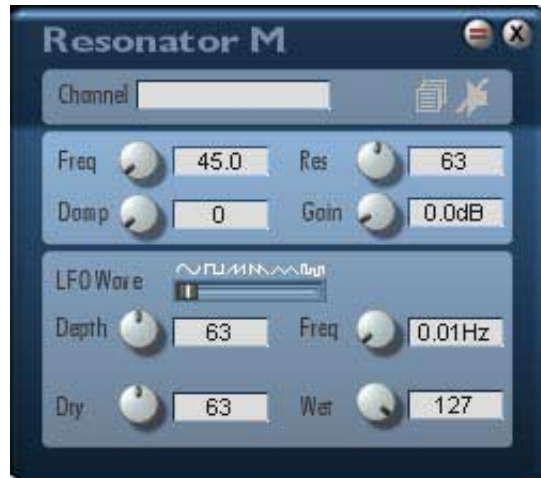 Resonator M
Channel
Freq 45.0 Res 63
Damp 0 Gain 0.0dB
LFO Wave
Depth 63 Freq 0.01Hz
Dry 63 Wet 127